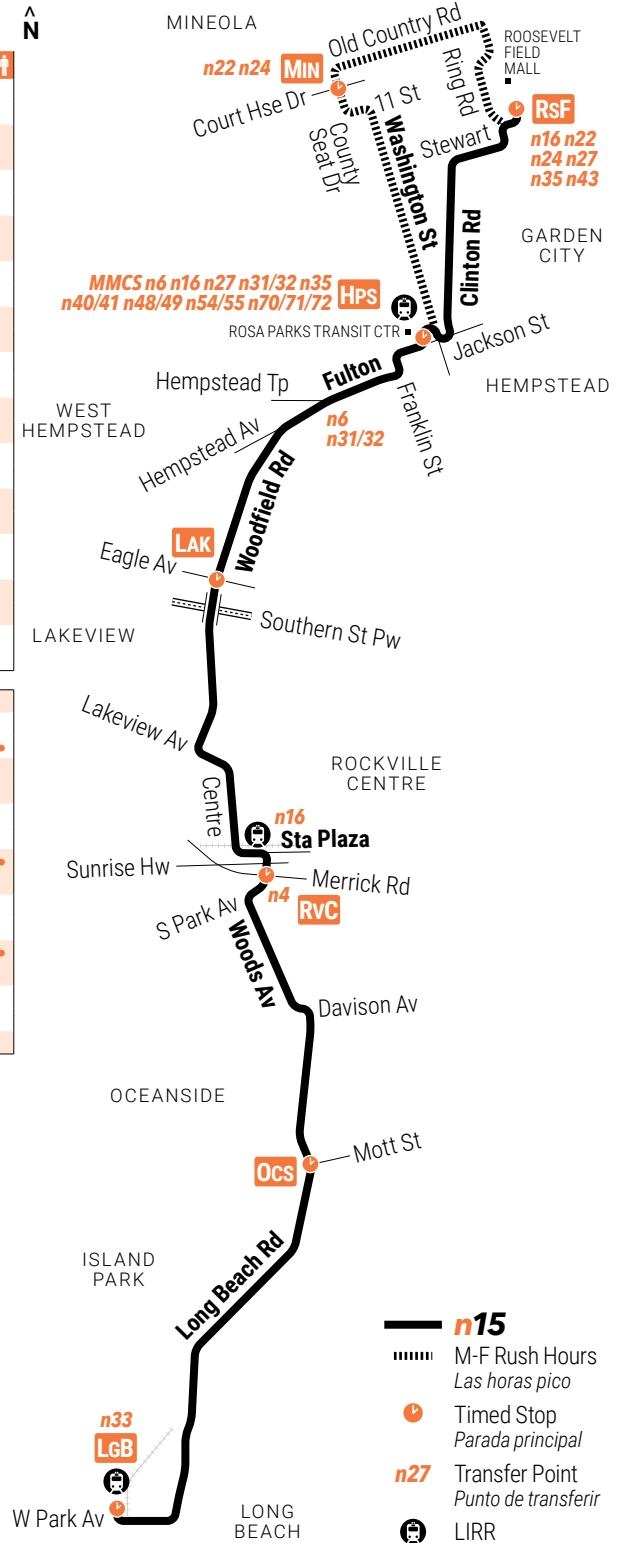 ^
N
MINEOLA
Old Country Rd
ROOSEVELT
FIELD
MALL
n22 n24
MIN
Ring Rd
Court Hse Dr
11 St
County
Seat Dr
Washington St
Stewart
RSF
n16 n22
n24 n27
n35 n43
Clinton Rd
GARDEN
CITY
MMCS n6 n16 n27 n31/32 n35
n40/41 n48/49 n54/55 n70/71/72
HPS
ROSA PARKS TRANSIT CTR
Jackson St
Fulton
Hempstead Tp
HEMPSTEAD
WEST
HEMPSTEAD
n6
n31/32
Franklin St
Hempstead Av
Woodfield Rd
LAK
Eagle Av
Southern St Pw
LAKEVIEW
Lakeview Av
ROCKVILLE
CENTRE
Centre
n16
Sta Plaza
Sunrise Hw
Merrick Rd
n4
RVC
S Park Av
Woods Av
Davison Av
OCEANSIDE
Mott St
OCS
ISLAND
PARK
Long Beach Rd
n33
LGB
W Park Av
LONG
BEACH
n15
M-F Rush Hours
Las horas pico
Timed Stop
Parada principal
n27
Transfer Point
Punto de transferir
LIRR